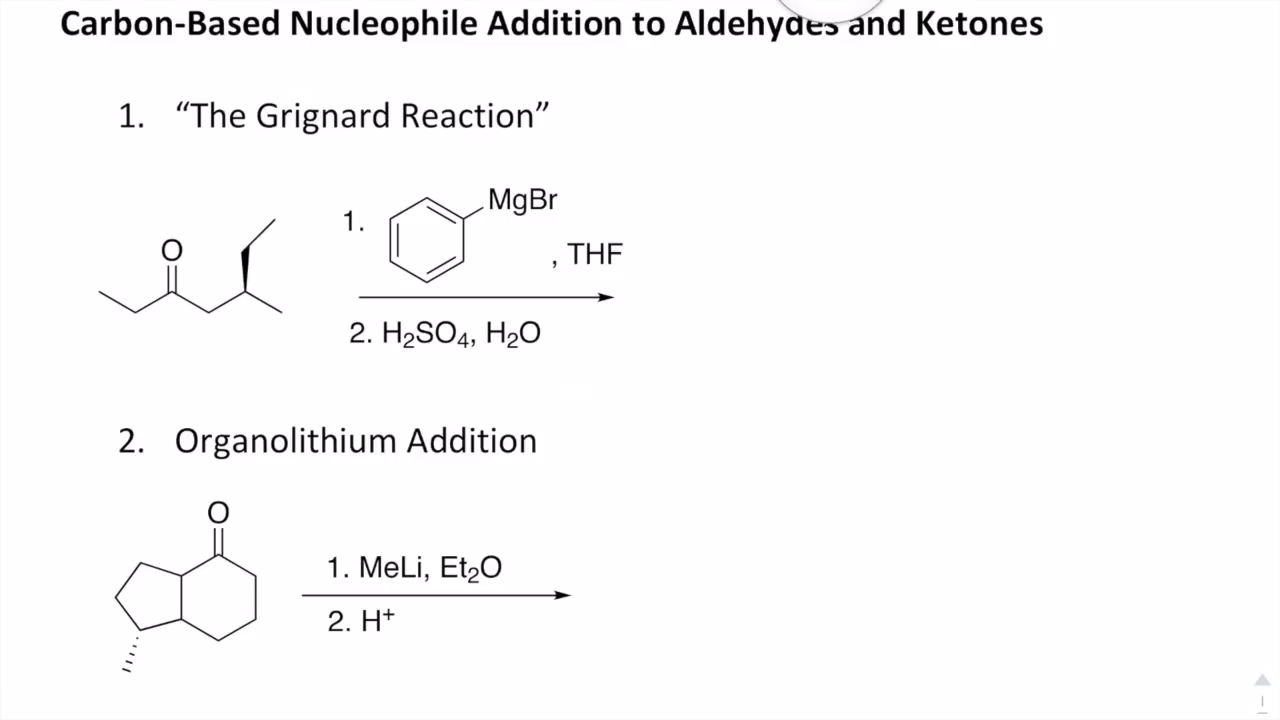 Carbon-Based Nucleophile Addition to Aldehydes and Ketones
1. “The Grignard Reaction”
O
1.
MgBr
, THF
2. H₂SO₄, H₂O
2. Organolithium Addition
O
1. MeLi, Et₂O
2. H⁺